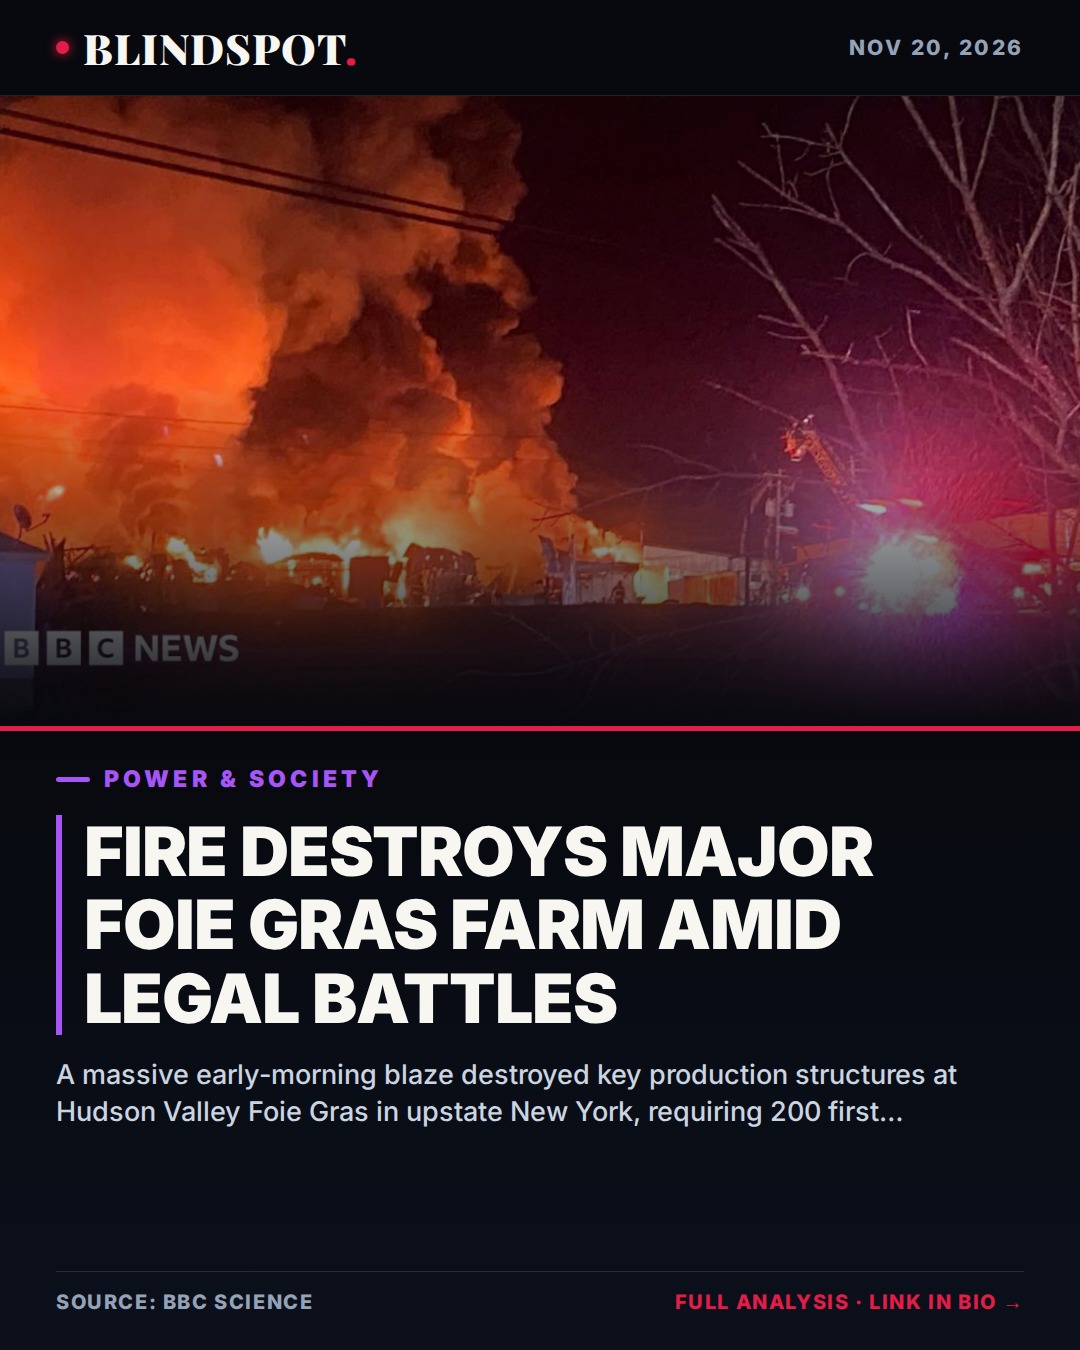 BLINDSPOT.
NOV 20, 2026
BBC NEWS
POWER & SOCIETY
FIRE DESTROYS MAJOR
FOIE GRAS FARM AMID
LEGAL BATTLES
A massive early-morning blaze destroyed key production structures at
Hudson Valley Foie Gras in upstate New York, requiring 200 first...
SOURCE: BBC SCIENCE
FULL ANALYSIS · LINK IN BIO →